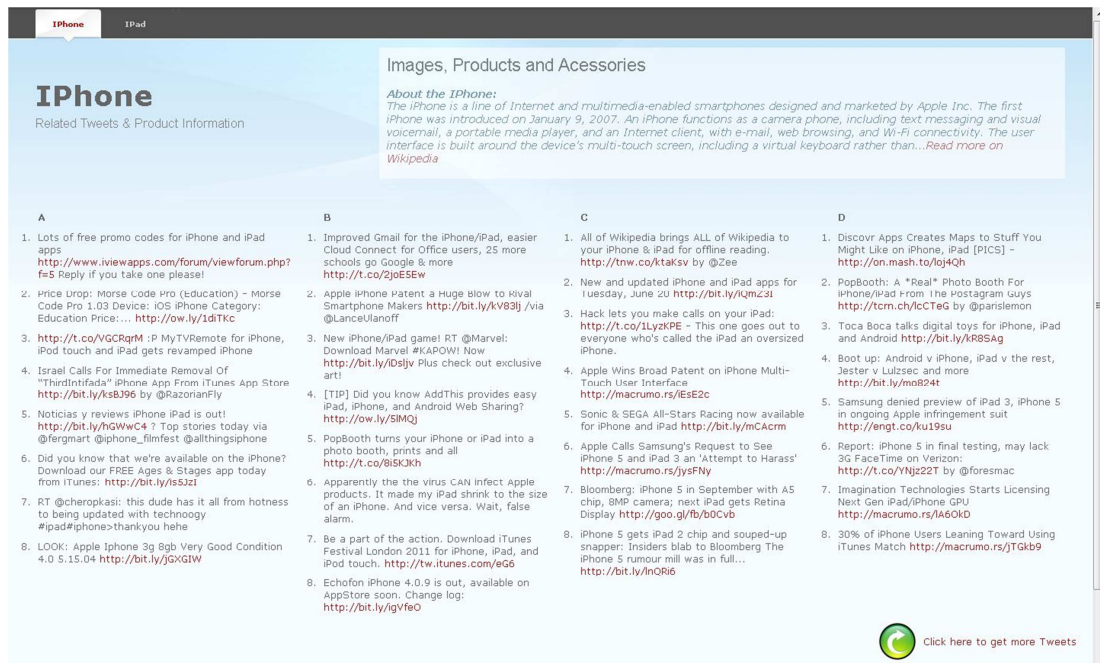 IPhone
IPad
IPhone
Related Tweets & Product Information
Images, Products and Acessories
About the IPhone:
The iPhone is a line of Internet and multimedia-enabled smartphones designed and marketed by Apple Inc. The first
iPhone was introduced on January 9, 2007. An iPhone functions as a camera phone, including text messaging and visual
voicemail, a portable media player, and an Internet client, with e-mail, web browsing, and Wi-Fi connectivity. The user
interface is built around the device's multi-touch screen, including a virtual keyboard rather than...Read more on
Wikipedia
A
1. Lots of free promo codes for iPhone and iPad
apps
http://www.iviewapps.com/forum/viewforum.php?
f=5 Reply if you take one please!
2. Price Drop: Morse Code Pro (Education) - Morse
Code Pro 1.03 Device: iOS iPhone Category:
Education Price:... http://ow.ly/1diTKc
3. http://t.co/VGCRqrM :P MyTVRemote for iPhone,
iPod touch and iPad gets revamped iPhone
4. Israel Calls For Immediate Removal Of
"ThirdIntifada" iPhone App From iTunes App Store
http://bit.ly/ksBJ96 by @RazorianFly
5. Noticias y reviews iPhone iPad is out!
http://bit.ly/hGWwC4 ? Top stories today via
@fergmart @iphone_filmfest @allthingsiphone
6. Did you know that we're available on the iPhone?
Download our FREE Ages & Stages app today
from iTunes: http://bit.ly/is5JzI
7. RT @cheropkasi: this dude has it all from hotness
to being updated with technoogy
#ipad#iphone>thankyou hehe
8. LOOK: Apple Iphone 3g 8gb Very Good Condition
4.0 5.15.04 http://bit.ly/jGXGIW
B
1. Improved Gmail for the iPhone/iPad, easier
Cloud Connect for Office users, 25 more
schools go Google & more
http://t.co/2joE5Ew
2. Apple iPhone Patent a Huge Blow to Rival
Smartphone Makers http://bit.ly/kV83lj /via
@LanceUlanoff
3. New iPhone/iPad game! RT @Marvel:
Download Marvel #KAPOW! Now
http://bit.ly/iDsljv Plus check out exclusive
art!
4. [TIP] Did you know AddThis provides easy
iPad, iPhone, and Android Web Sharing?
http://ow.ly/5lMQj
5. PopBooth turns your iPhone or iPad into a
photo booth, prints and all
http://t.co/8i5KJKh
6. Apparently the the virus CAN infect Apple
products. It made my iPad shrink to the size
of an iPhone. And vice versa. Wait, false
alarm.
7. Be a part of the action. Download iTunes
Festival London 2011 for iPhone, iPad, and
iPod touch. http://tw.itunes.com/eG6
8. Echofon iPhone 4.0.9 is out, available on
AppStore soon. Change log:
http://bit.ly/igVfeO
C
1. All of Wikipedia brings ALL of Wikipedia to
your iPhone & iPad for offline reading.
http://tnw.co/ktaKsv by @Zee
2. New and updated iPhone and iPad apps for
Tuesday, June 20 http://bit.ly/iQmZ3I
3. Hack lets you make calls on your iPad:
http://t.co/1LyzKPE - This one goes out to
everyone who's called the iPad an oversized
iPhone.
4. Apple Wins Broad Patent on iPhone Multi-
Touch User Interface
http://macrumo.rs/iEsE2c
5. Sonic & SEGA All-Stars Racing now available
for iPhone and iPad http://bit.ly/mCAcrm
6. Apple Calls Samsung's Request to See
iPhone 5 and iPad 3 an 'Attempt to Harass'
http://macrumo.rs/jysFNy
7. Bloomberg: iPhone 5 in September with A5
chip, 8MP camera; next iPad gets Retina
Display http://goo.gl/fb/b0Cvb
8. iPhone 5 gets iPad 2 chip and souped-up
snapper: Insiders blab to Bloomberg The
iPhone 5 rumour mill was in full...
http://bit.ly/lnQRi6
D
1. Discovr Apps Creates Maps to Stuff You
Might Like on iPhone, iPad [PICS] -
http://on.mash.to/loj4Qh
2. PopBooth: A *Real* Photo Booth For
iPhone/iPad From The Postagram Guys
http://tcrn.ch/lcCTeG by @parislemon
3. Toca Boca talks digital toys for iPhone, iPad
and Android http://bit.ly/kR8SAg
4. Boot up: Android v iPhone, iPad v the rest,
Jester v Lulzsec and more
http://bit.ly/mo824t
5. Samsung denied preview of iPad 3, iPhone 5
in ongoing Apple infringement suit
http://engt.co/ku19su
6. Report: iPhone 5 in final testing, may lack
3G FaceTime on Verizon:
http://t.co/YNjz22T by @foresmac
7. Imagination Technologies Starts Licensing
Next Gen iPad/iPhone GPU
http://macrumo.rs/lA6OkD
8. 30% of iPhone Users Leaning Toward Using
iTunes Match http://macrumo.rs/jTGkb9
Click here to get more Tweets